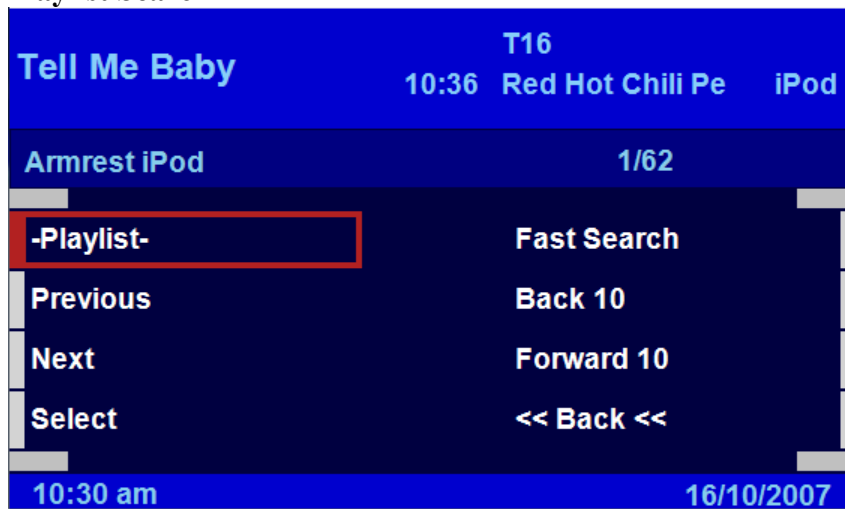 T16
Tell Me Baby 10:36 Red Hot Chili Pe iPod
Armrest iPod 1/62
-Playlist- Fast Search
Previous Back 10
Next Forward 10
Select << Back <<
10:30 am 16/10/2007